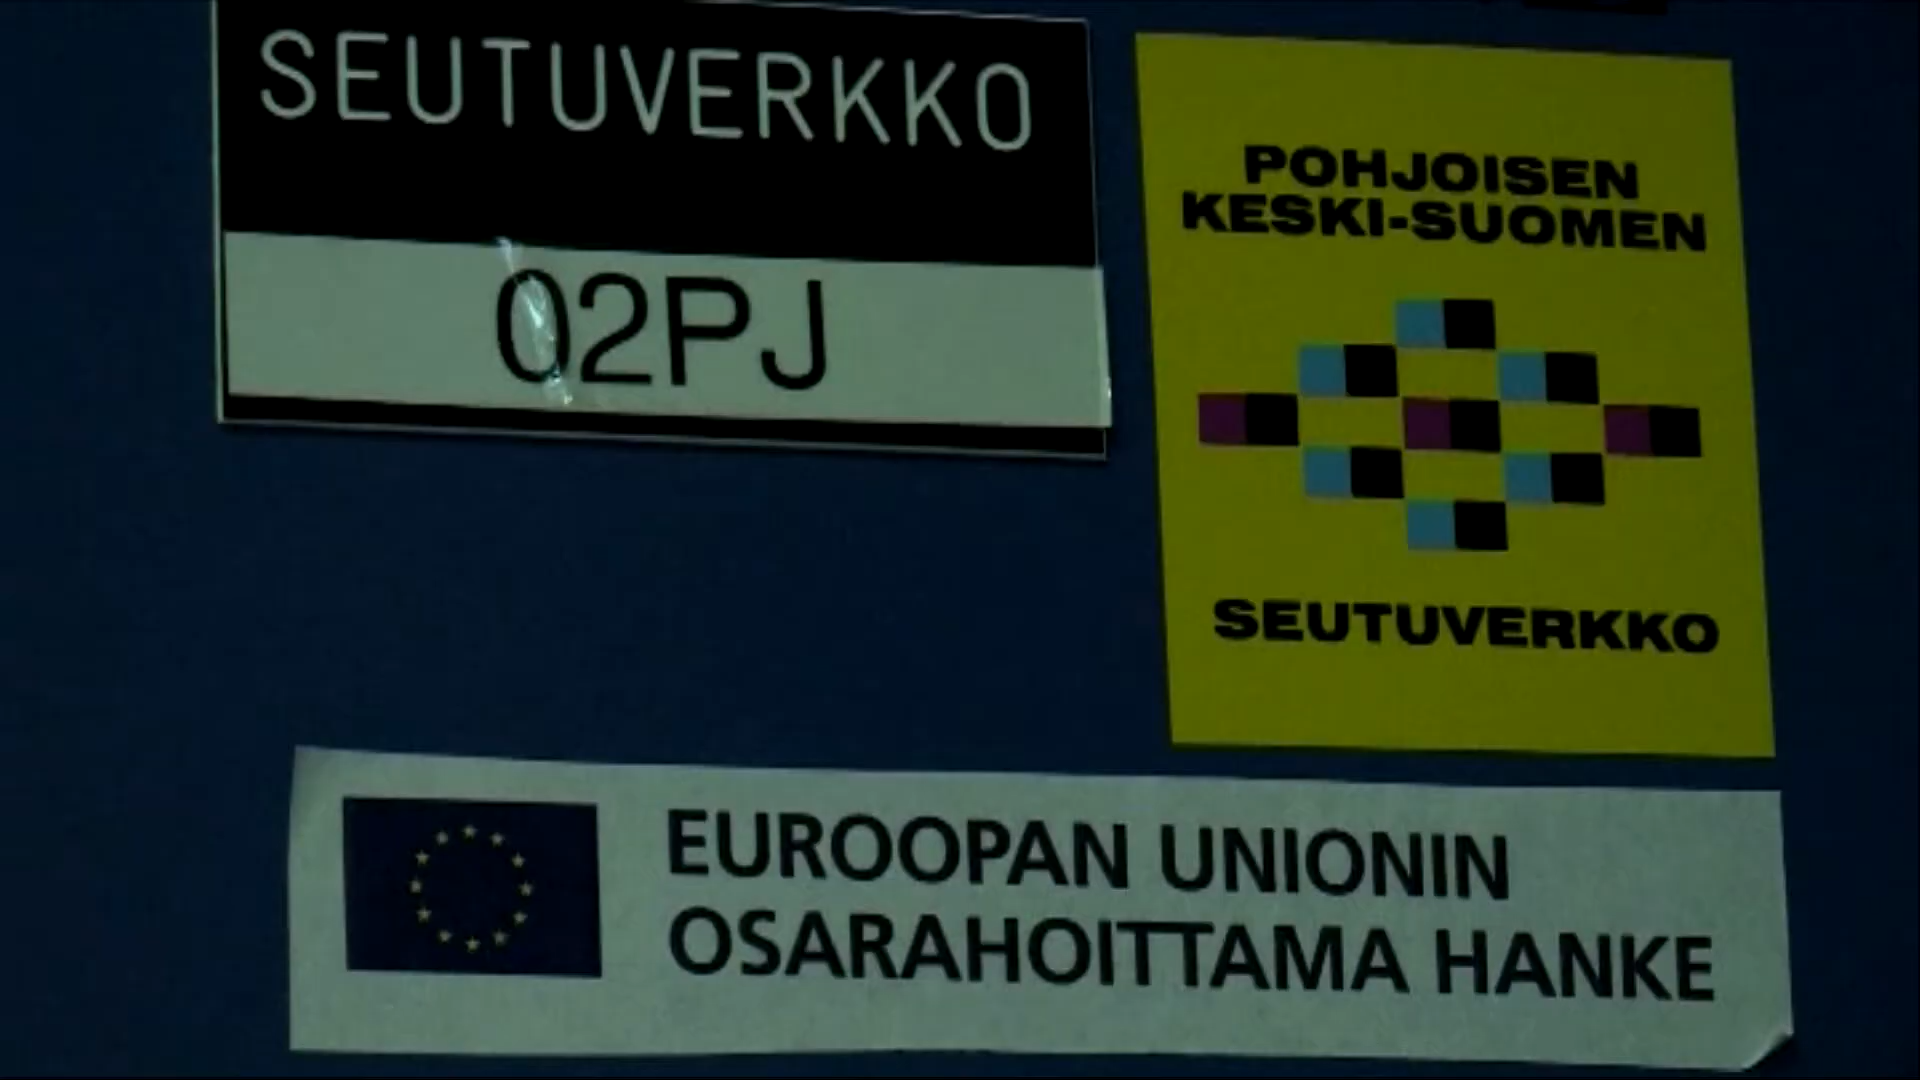 SEUTUVERKKO
02PJ
POHJOISEN
KESKI-SUOMEN
SEUTUVERKKO
EUROOPAN UNIONIN
OSARAHOITTAMA HANKE